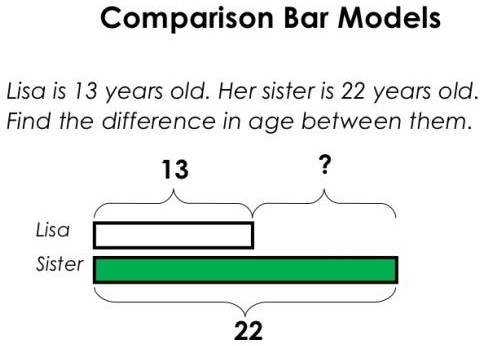 Comparison Bar Models
Lisa is 13 years old. Her sister is 22 years old.
Find the difference in age between them.
13 ?
Lisa
Sister
22